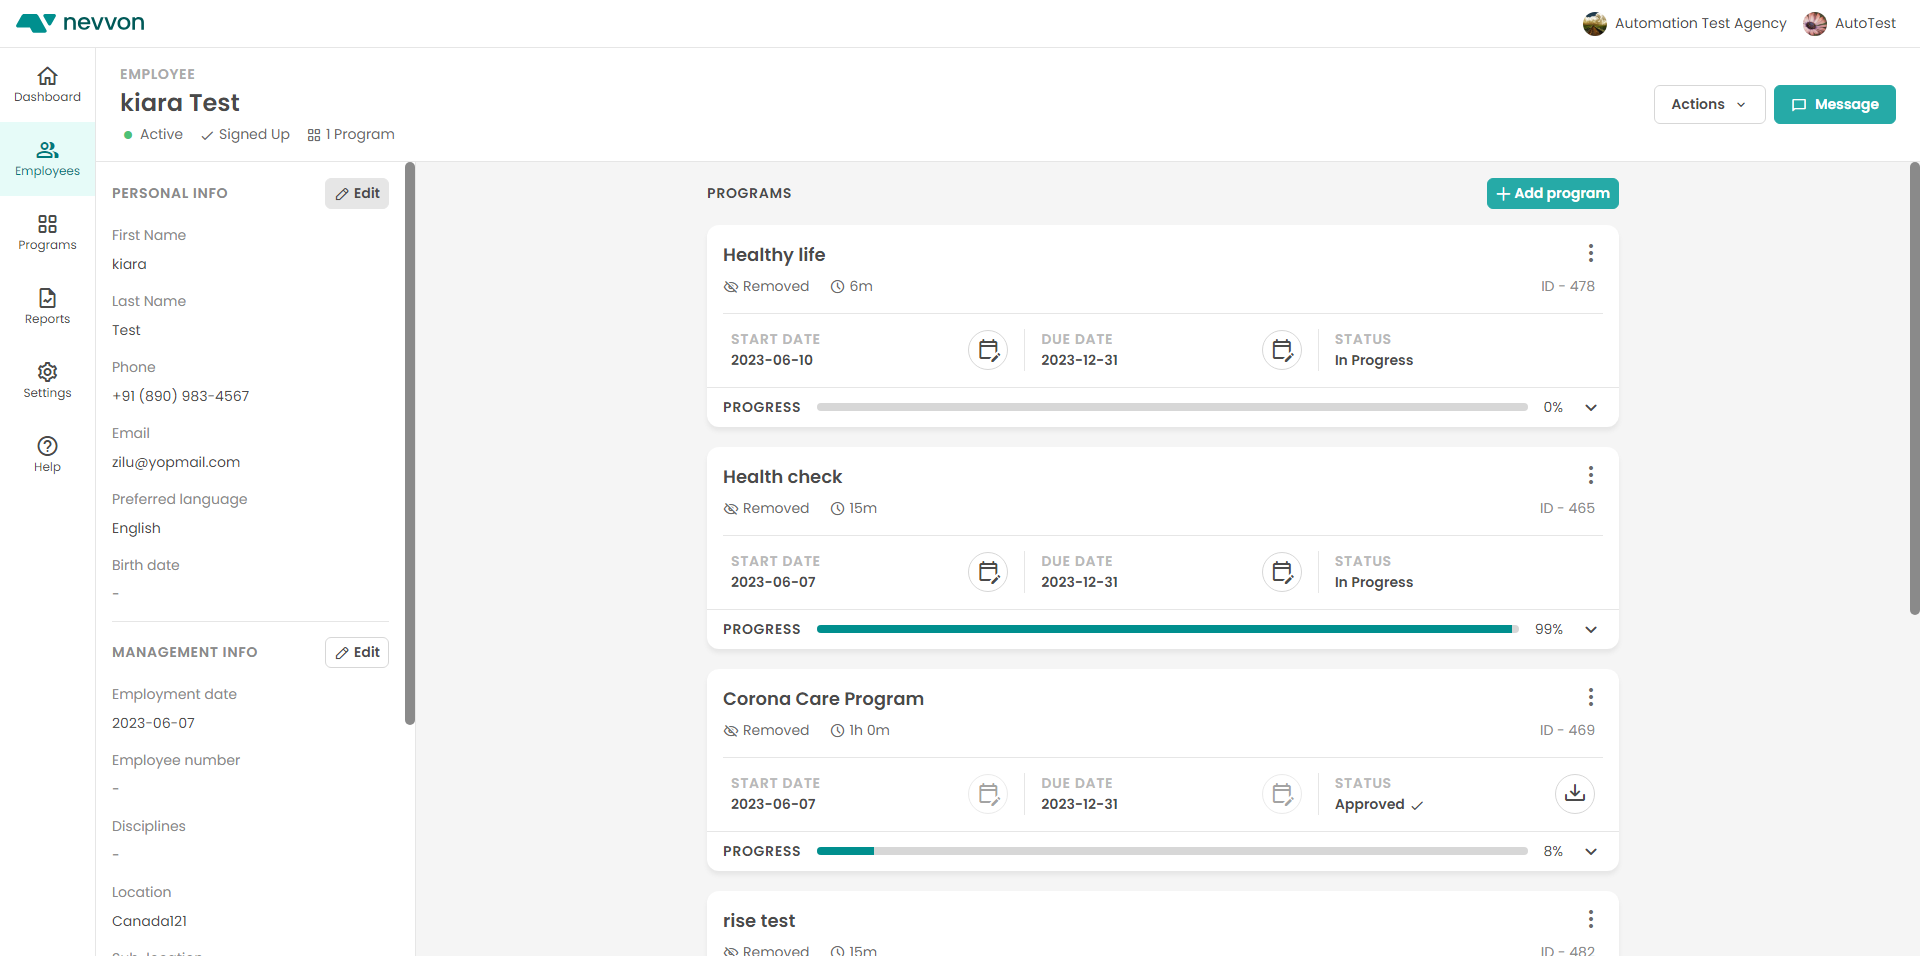 nevvon
Automation Test Agency
AutoTest
Dashboard
Employees
Programs
Reports
Settings
Help
EMPLOYEE
kiara Test
Active
Signed Up
1 Program
Actions
Message
PERSONAL INFO
Edit
First Name
kiara
Last Name
Test
Phone
+91 (890) 983-4567
Email
zilu@yopmail.com
Preferred language
English
Birth date
-
MANAGEMENT INFO
Edit
Employment date
2023-06-07
Employee number
-
Disciplines
-
Location
Canada121
PROGRAMS
Add program
Healthy life
Removed 6m
ID - 478
START DATE
2023-06-10
DUE DATE
2023-12-31
STATUS
In Progress
PROGRESS
0%
Health check
Removed 15m
ID - 465
START DATE
2023-06-07
DUE DATE
2023-12-31
STATUS
In Progress
PROGRESS
99%
Corona Care Program
Removed 1h 0m
ID - 469
START DATE
2023-06-07
DUE DATE
2023-12-31
STATUS
Approved
PROGRESS
8%
rise test
Removed 15m
ID - 482